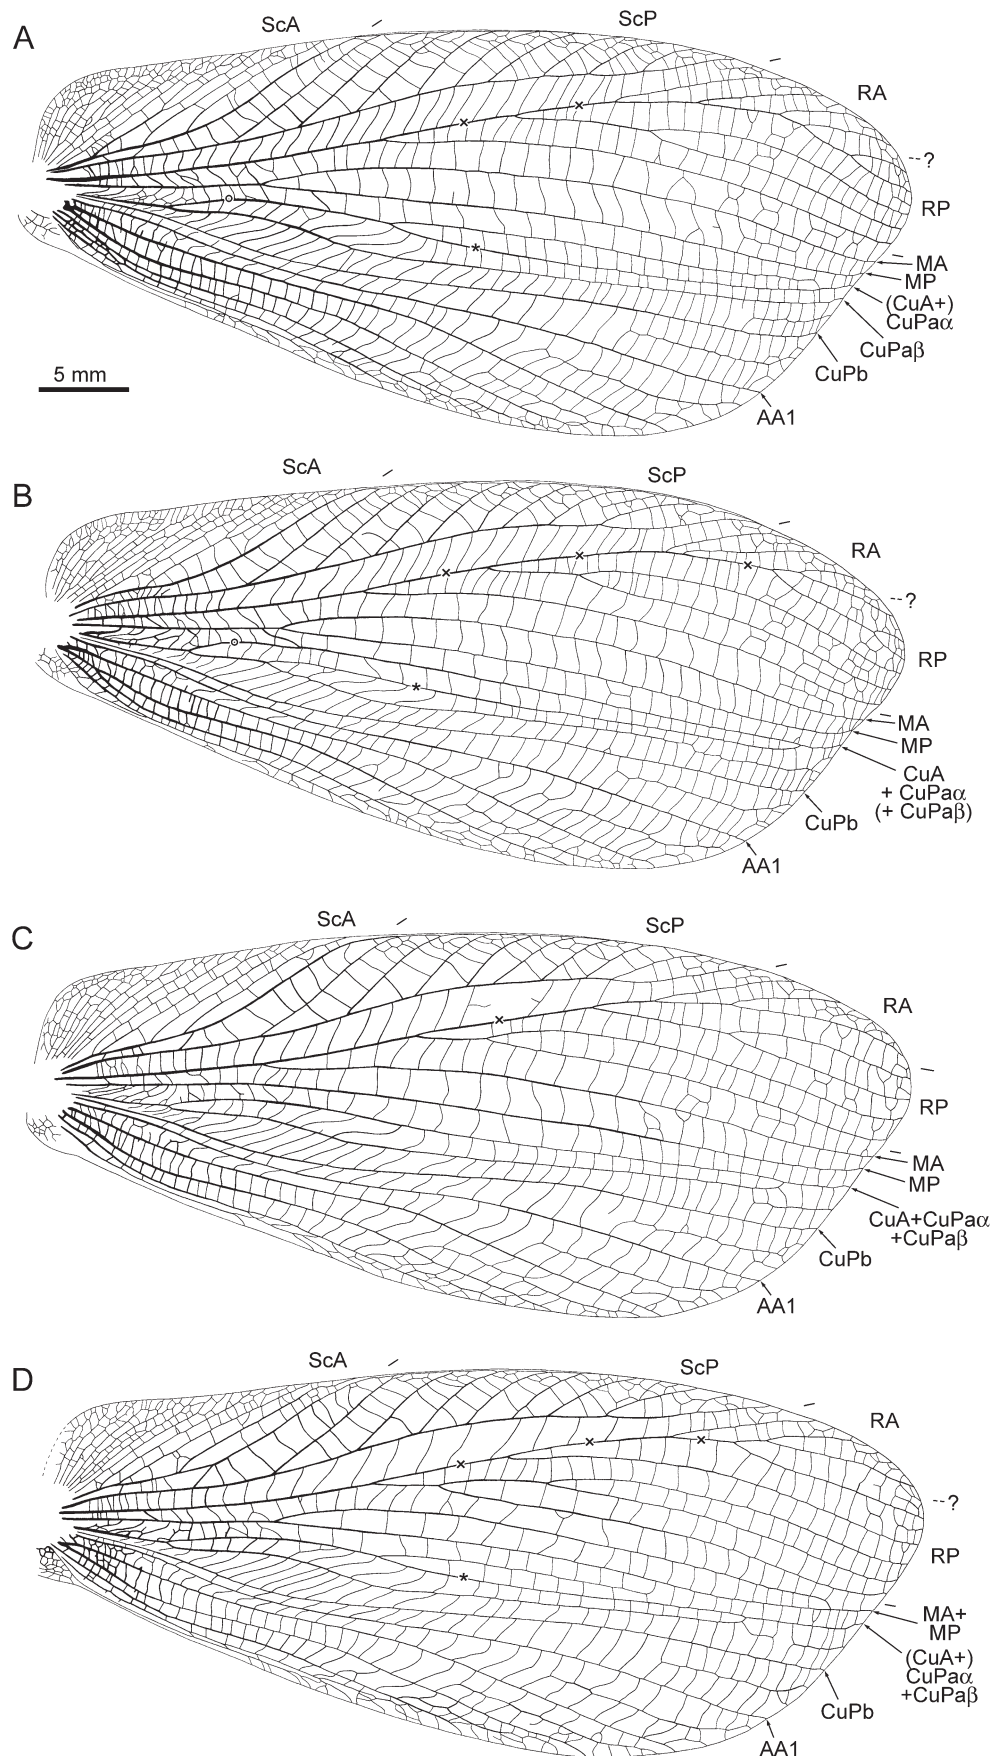 A
ScA
ScP
RA
--?
RP
MA
MP
(CuA+)
CuPaα
CuPaβ
CuPb
AA1
5 mm
B
ScA
ScP
RA
--?
RP
MA
MP
CuA
+ CuPaα
(+ CuPaβ)
CuPb
AA1
C
ScA
ScP
RA
RP
MA
MP
CuA+CuPaα
+CuPaβ
CuPb
AA1
D
ScA
ScP
RA
--?
RP
MA+
MP
(CuA+)
CuPaα
+CuPaβ
CuPb
AA1